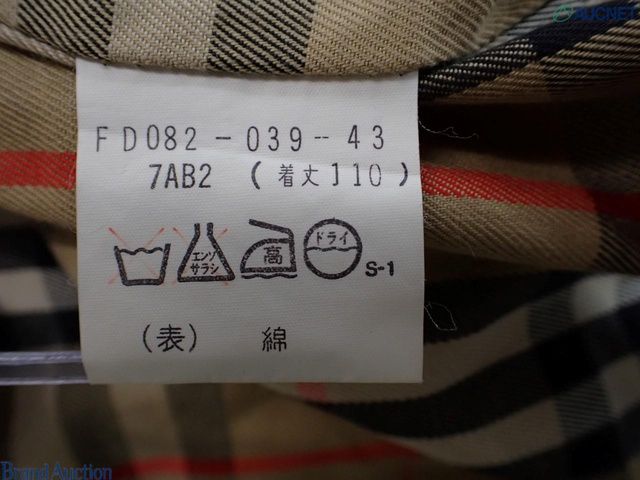 AUCNET
FD082-039-43
7AB2 (着丈110)
エンソ
サラシ
高
ドライ
S-1
(表) 綿
Brand Auction